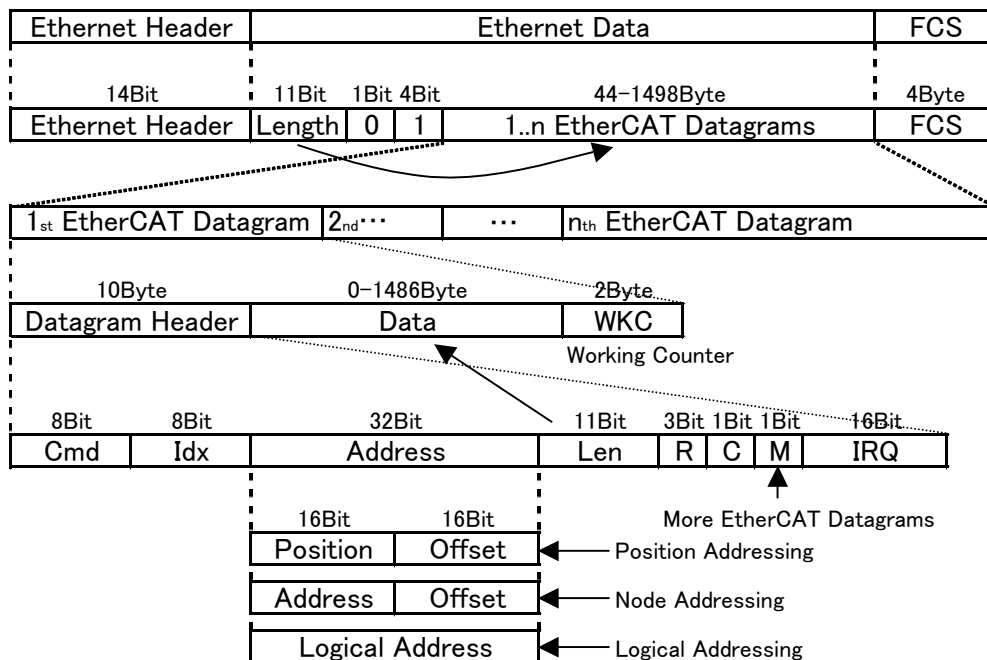 Ethernet Header Ethernet Data FCS
14Bit 11Bit 1Bit 4Bit 44-1498Byte 4Byte
Ethernet Header Length 0 1 1..n EtherCAT Datagrams FCS
1st EtherCAT Datagram 2nd… … nth EtherCAT Datagram
10Byte 0-1486Byte 2Byte
Datagram Header Data WKC
Working Counter
8Bit 8Bit 32Bit 11Bit 3Bit 1Bit 1Bit 16Bit
Cmd Idx Address Len R C M IRQ
More EtherCAT Datagrams
16Bit 16Bit
Position Offset Position Addressing
Address Offset Node Addressing
Logical Address Logical Addressing